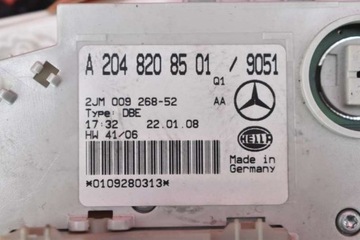 A 204 820 85 01 / 9051
Q1
2JM 009 268-52 AA
Type: DBE
17:32 22.01.08
HW 41/06
HELLA
Made in
Germany
*0109280313*